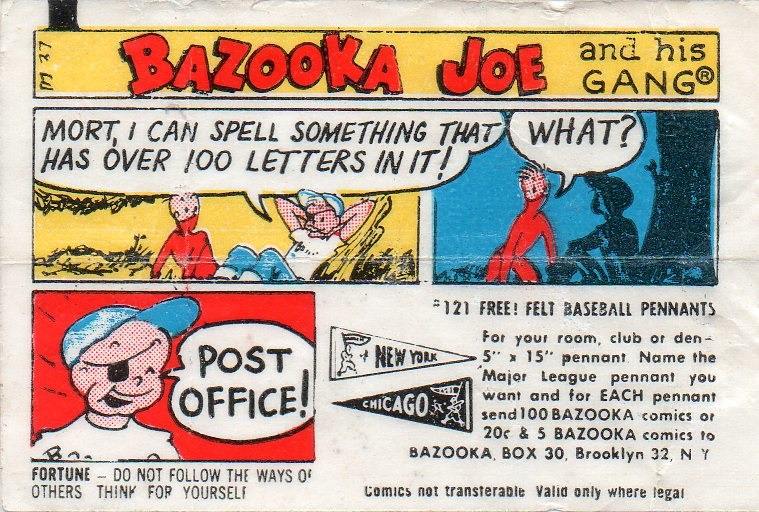 E 37
BAZOOKA JOE and his
GANG®
MORT, I CAN SPELL SOMETHING THAT
HAS OVER 100 LETTERS IN IT!
WHAT?
POST
OFFICE!
#121 FREE! FELT BASEBALL PENNANTS
NEW YORK
CHICAGO
For your room, club or den–
5" x 15" pennant. Name the
Major League pennant you
want and for EACH pennant
send 100 BAZOOKA comics or
20¢ & 5 BAZOOKA comics to
BAZOOKA, BOX 30, Brooklyn 32, N Y
FORTUNE – DO NOT FOLLOW THE WAYS OF
OTHERS THINK FOR YOURSELF
Comics not transferable Valid only where legal